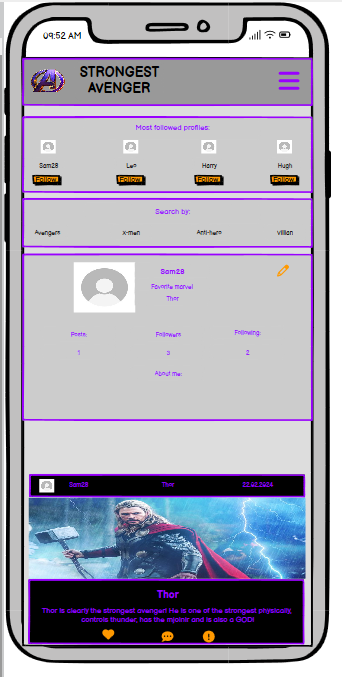 09:52 AM
STRONGEST
AVENGER
Most followed profiles:
Sam28 Leo Harry Hugh
Follow Follow Follow Follow
Search by:
Avengers x-men Anti-hero villian
Sam28
Favorite marvel
Thor
Posts: Followers Following:
1 3 2
About me:
Sam28 Thor 22.02.2024
Thor
Thor is clearly the strongest avenger! He is one of the strongest physically,
controls thunder, has the mjolnir and is also a GOD!